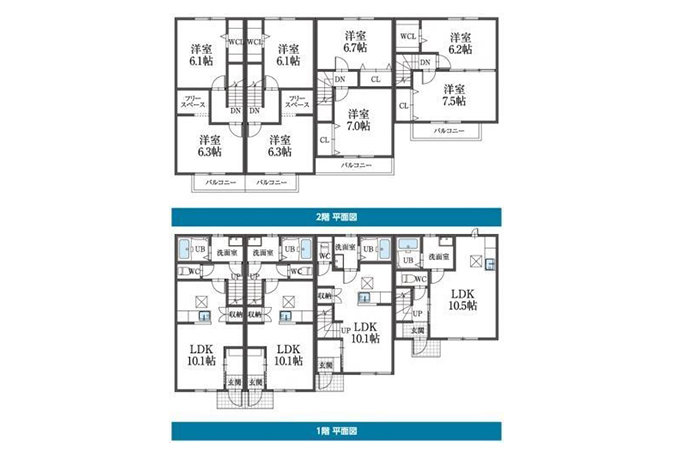 洋室
6.1帖
WCL
WCL
洋室
6.1帖
洋室
6.7帖
WCL
洋室
6.2帖
DN
CL
DN
フリー
スペース
DN
DN
フリー
スペース
洋室
7.0帖
CL
洋室
7.5帖
洋室
6.3帖
洋室
6.3帖
CL
バルコニー
バルコニー
バルコニー
バルコニー
2階 平面図
UB
洗面室
洗面室
UB
WC
洗面室
UB
UB
洗面室
WC
UP
UP
WC
WC
収納
収納
収納
UP
LDK
10.1帖
LDK
10.1帖
UP
LDK
10.1帖
玄関
LDK
10.5帖
玄関
玄関
玄関
1階 平面図